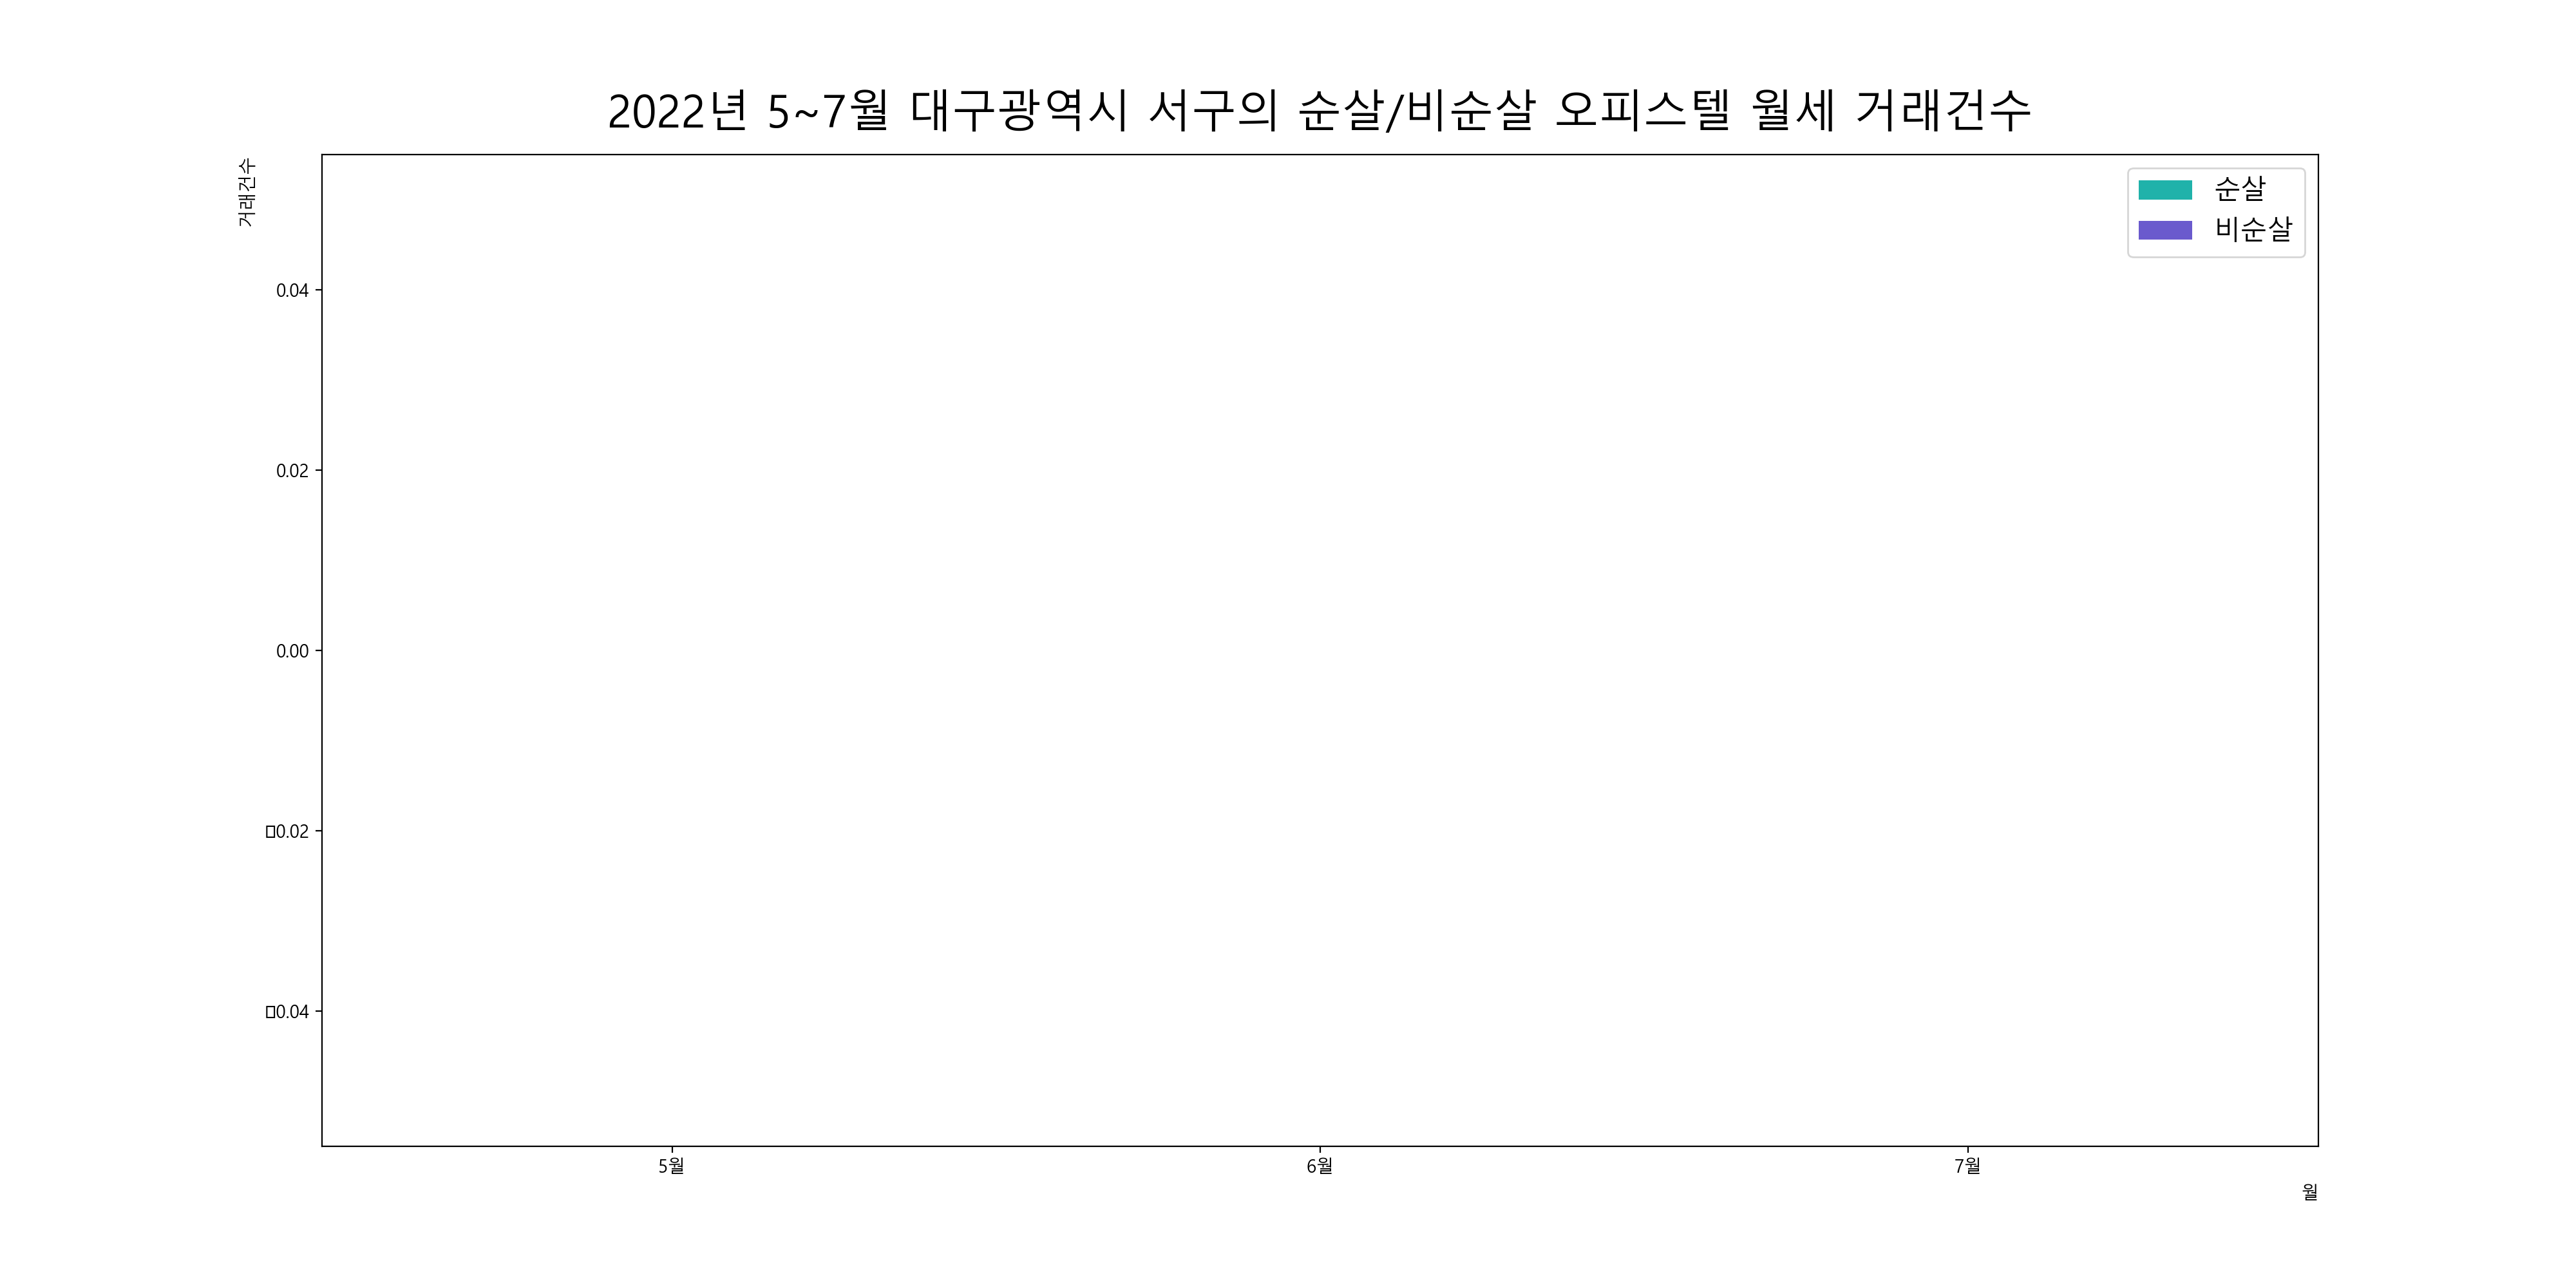 2022년 5~7월 대구광역시 서구의 순살/비순살 오피스텔 월세 거래건수
거래건수
순살
비순살
0.04
0.02
0.00
▯0.02
▯0.04
5월 6월 7월
월